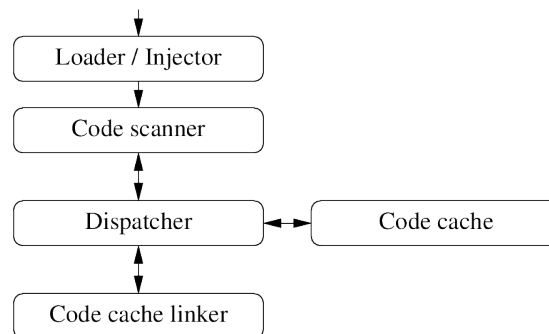 Loader / Injector
Code scanner
Dispatcher
Code cache
Code cache linker